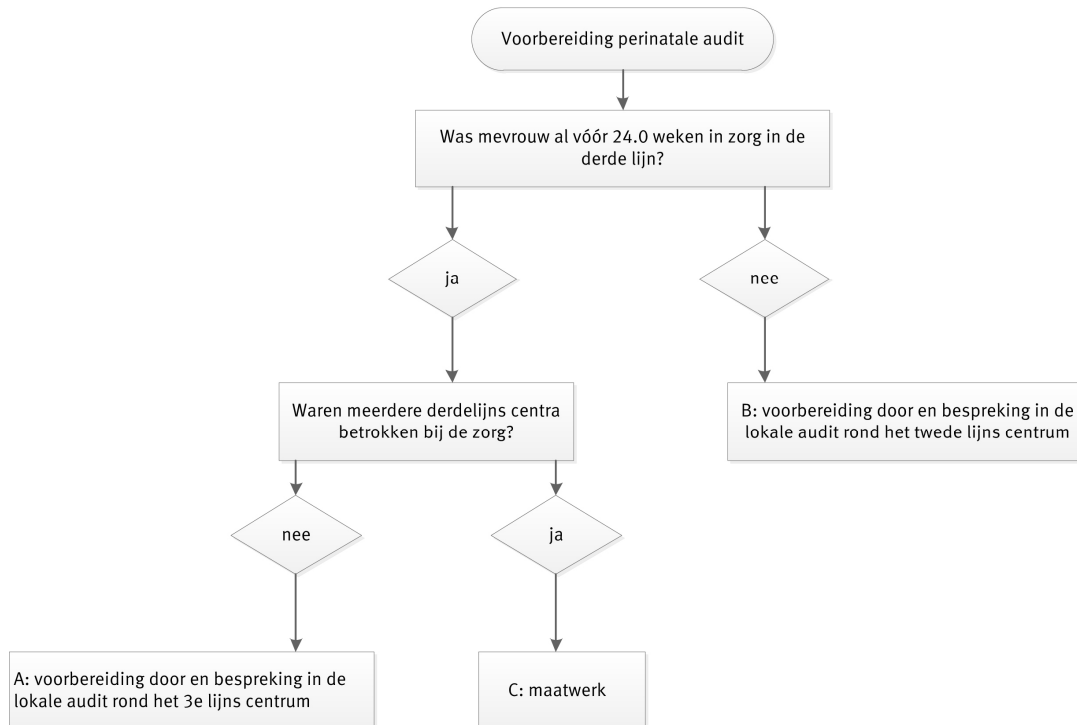 Voorbereiding perinatale audit
Was mevrouw al vóór 24.0 weken in zorg in de
derde lijn?
ja
nee
Waren meerdere derdelijns centra
betrokken bij de zorg?
B: voorbereiding door en bespreking in de
lokale audit rond het twede lijns centrum
nee
ja
A: voorbereiding door en bespreking in de
lokale audit rond het 3e lijns centrum
C: maatwerk